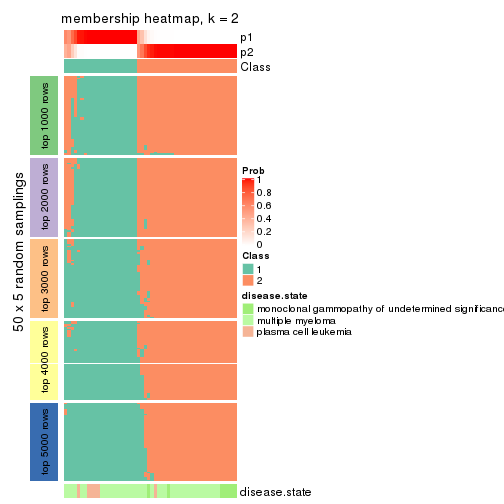 membership heatmap, k = 2
p1
p2
Class
50 x 5 random samplings
top 1000 rows
top 2000 rows
top 3000 rows
top 4000 rows
top 5000 rows
Prob
1
0.8
0.6
0.4
0.2
0
Class
1
2
disease.state
monoclonal gammopathy of undetermined significance
multiple myeloma
plasma cell leukemia
disease.state